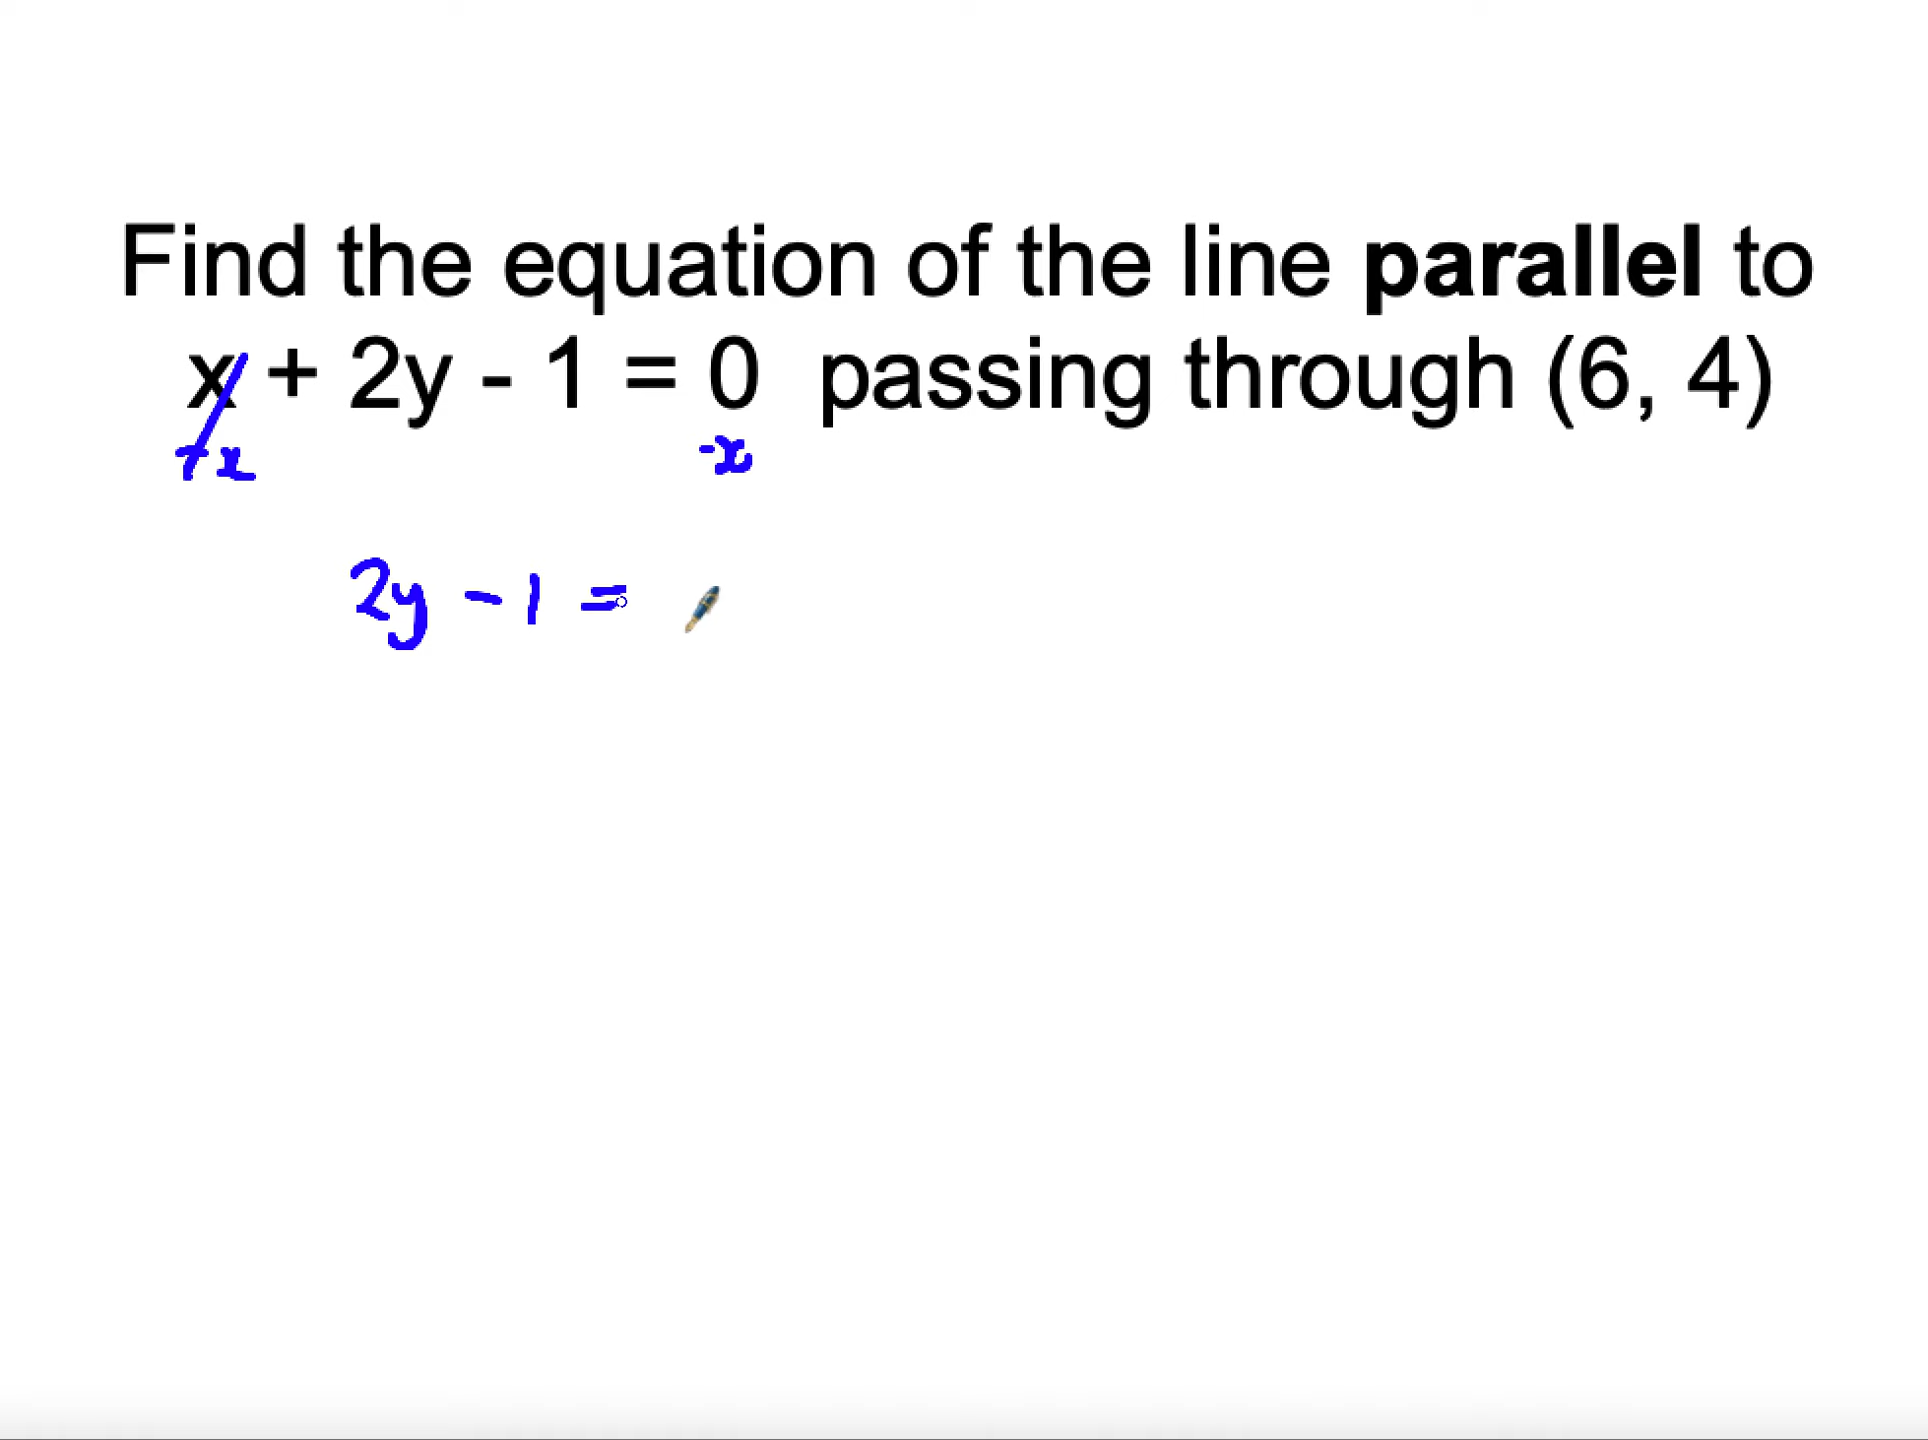 Find the equation of the line parallel to
x + 2y - 1 = 0 passing through (6, 4)
-x -x
2y - 1 =